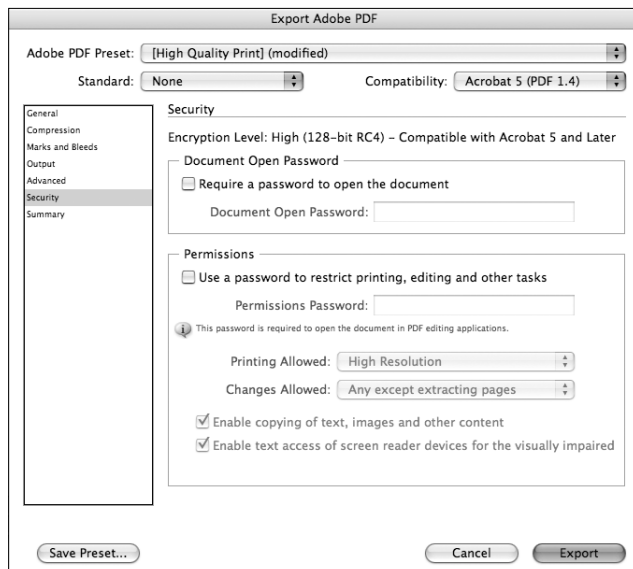 Export Adobe PDF
Adobe PDF Preset: [High Quality Print] (modified)
Standard: None Compatibility: Acrobat 5 (PDF 1.4)
General
Compression
Marks and Bleeds
Output
Advanced
Security
Summary
Security
Encryption Level: High (128-bit RC4) – Compatible with Acrobat 5 and Later
Document Open Password
Require a password to open the document
Document Open Password:
Permissions
Use a password to restrict printing, editing and other tasks
Permissions Password:
This password is required to open the document in PDF editing applications.
Printing Allowed: High Resolution
Changes Allowed: Any except extracting pages
Enable copying of text, images and other content
Enable text access of screen reader devices for the visually impaired
Save Preset... Cancel Export